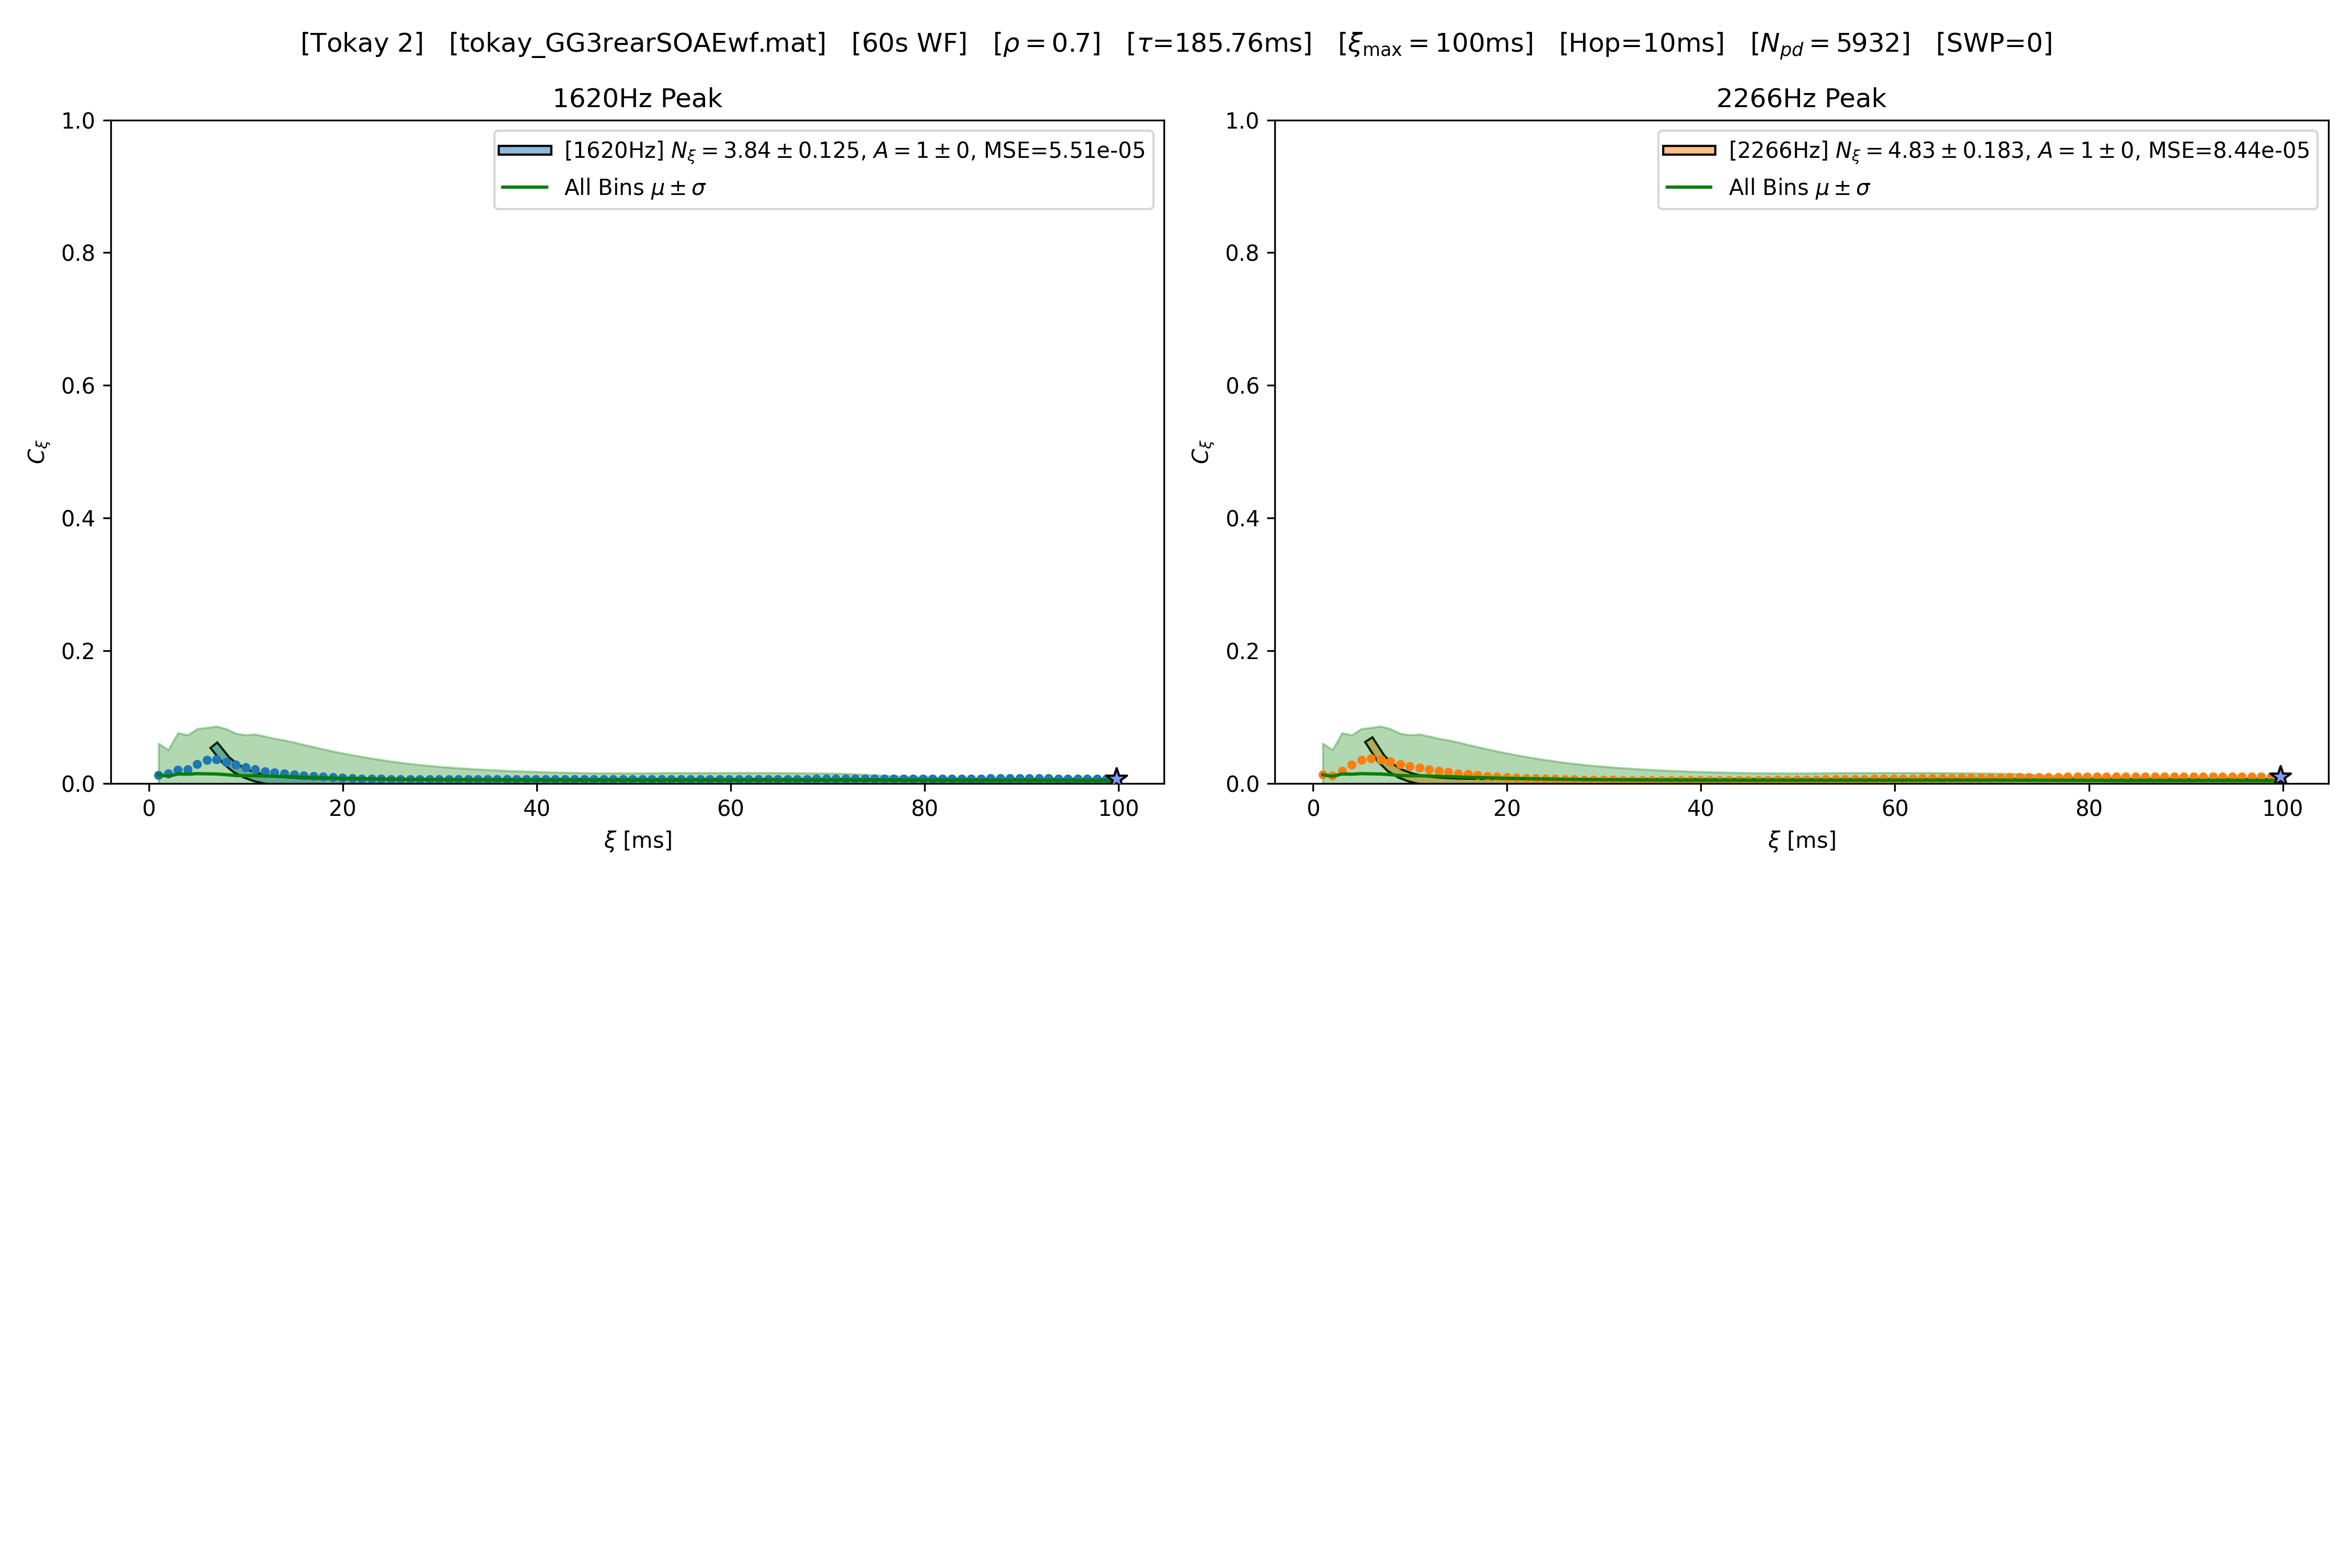 [Tokay 2] [tokay_GG3rearSOAEwf.mat] [60s WF] [ρ = 0.7] [τ=185.76ms] [ξmax = 100ms] [Hop=10ms] [Npd = 5932] [SWP=0]
1620Hz Peak
[1620Hz] Nξ = 3.84 ± 0.125, A = 1 ± 0, MSE=5.51e-05
All Bins μ ± σ
1.0
0.8
0.6
0.4
0.2
0.0
Cξ
0 20 40 60 80 100
ξ [ms]
2266Hz Peak
[2266Hz] Nξ = 4.83 ± 0.183, A = 1 ± 0, MSE=8.44e-05
All Bins μ ± σ
1.0
0.8
0.6
0.4
0.2
0.0
Cξ
0 20 40 60 80 100
ξ [ms]